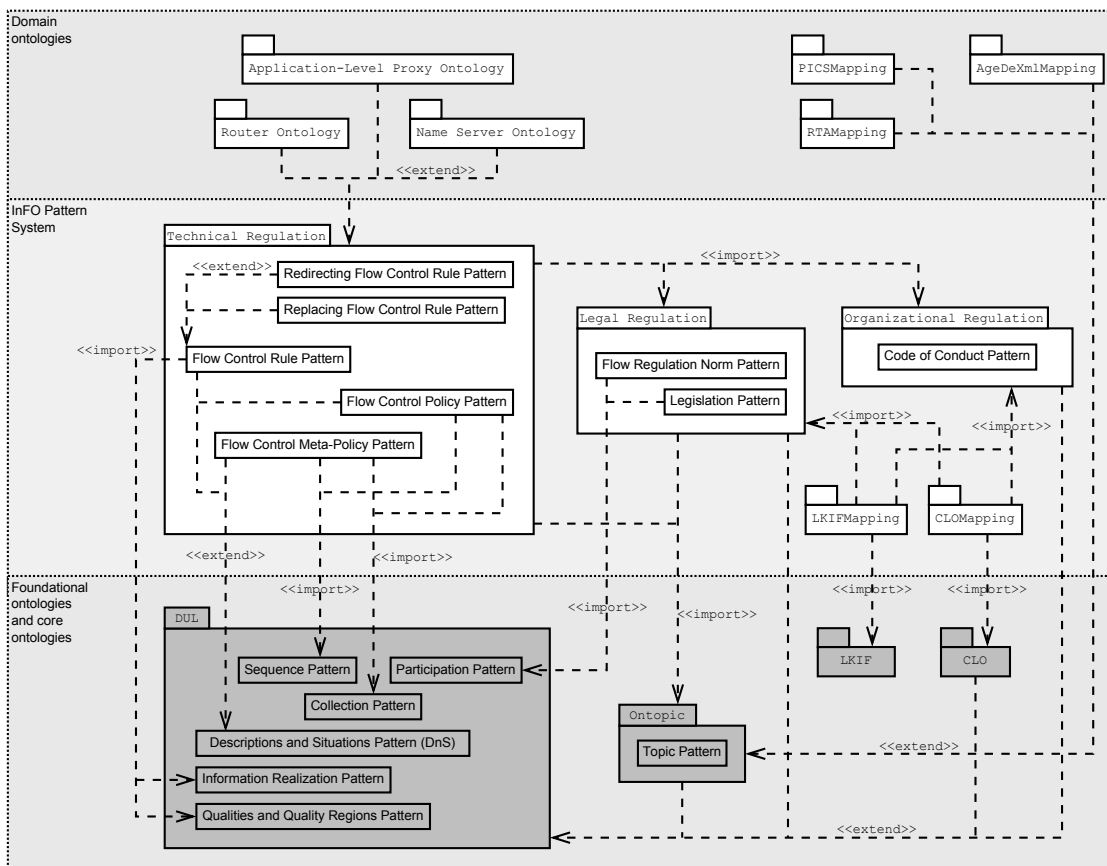 Domain
ontologies
Application-Level Proxy Ontology
PICSMapping
AgeDeXmlMapping
Router Ontology
Name Server Ontology
RTAMapping
<<extend>>
InFO Pattern
System
Technical Regulation
<<extend>>
Redirecting Flow Control Rule Pattern
<<import>>
Replacing Flow Control Rule Pattern
Legal Regulation
Organizational Regulation
<<import>>
Flow Control Rule Pattern
Flow Regulation Norm Pattern
Code of Conduct Pattern
Flow Control Policy Pattern
Legislation Pattern
<<import>>
<<import>>
Flow Control Meta-Policy Pattern
LKIFMapping
CLOMapping
<<extend>>
<<import>>
Foundational
ontologies
and core
ontologies
<<import>>
<<import>>
<<import>>
<<import>>
<<import>>
DUL
Sequence Pattern
Participation Pattern
LKIF
CLO
Collection Pattern
Ontopic
Descriptions and Situations Pattern (DnS)
Topic Pattern
<<extend>>
Information Realization Pattern
Qualities and Quality Regions Pattern
<<extend>>